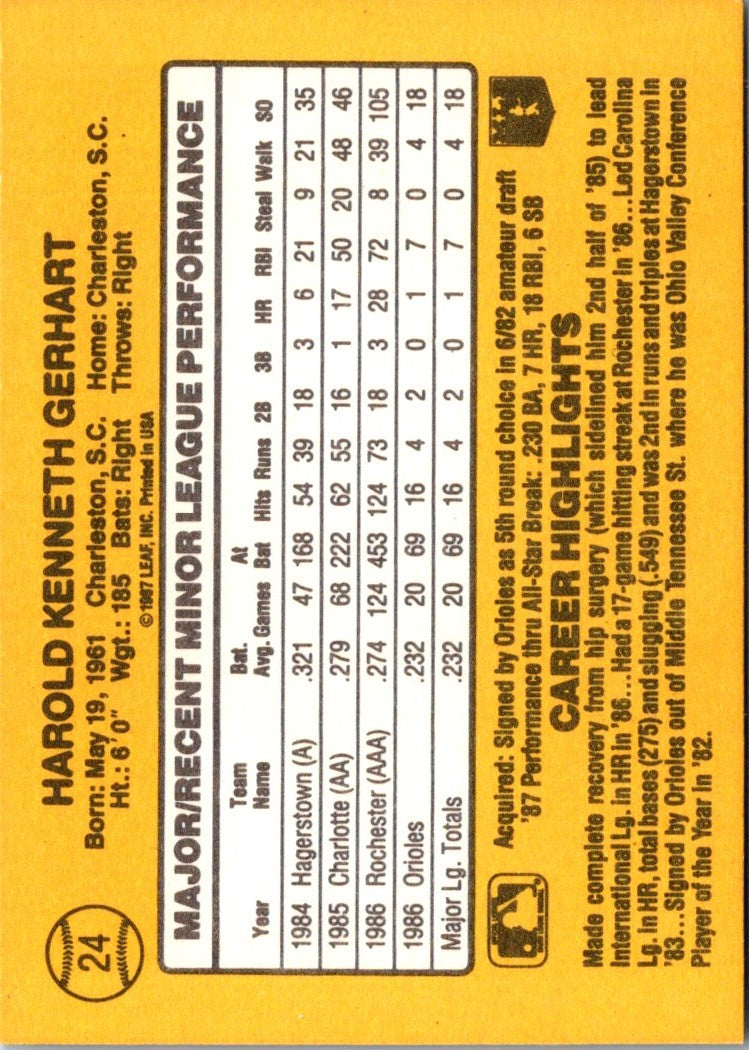 24
HAROLD KENNETH GERHART
Born: May 19, 1961 Charleston, S.C. Home: Charleston, S.C.
Ht.: 6'0" Wgt.: 185 Bats: Right Throws: Right
©1987 LEAF, INC. Printed in USA
MAJOR/RECENT MINOR LEAGUE PERFORMANCE
Year Team Name Bat. Avg. Games At Bat Hits Runs 2B 3B HR RBI Steal Walk SO
1984 Hagerstown (A) .321 47 168 54 39 18 3 6 21 9 21 35
1985 Charlotte (AA) .279 68 222 62 55 16 1 17 50 20 48 46
1986 Rochester (AAA) .274 124 453 124 73 18 3 28 72 8 39 105
1986 Orioles .232 20 69 16 4 2 0 1 7 0 4 18
Major Lg. Totals .232 20 69 16 4 2 0 1 7 0 4 18
Acquired: Signed by Orioles as 5th round choice in 6/82 amateur draft
'87 Performance thru All-Star Break: .230 BA, 7 HR, 18 RBI, 6 SB
CAREER HIGHLIGHTS
Made complete recovery from hip surgery (which sidelined him 2nd half of '85) to lead
International Lg. in HR in '86...Had a 17-game hitting streak at Rochester in '86...Led Carolina
Lg. in HR, total bases (275) and slugging (.549) and was 2nd in runs and triples at Hagerstown in
'83...Signed by Orioles out of Middle Tennessee St. where he was Ohio Valley Conference
Player of the Year in '82.